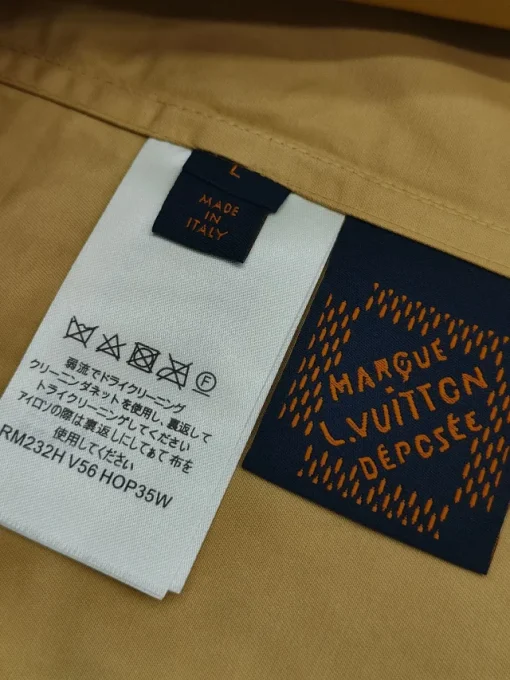 L
MADE
IN
ITALY
F
弱流でドライクリーニング
クリーニングネットを使用し、裏返して
ドライクリーニングしてください
アイロンの際は裏返しにしてあて布を
使用してください
RM232H V56 HOP35W
MARQUE
L.VUITTON
DÉPOSÉE